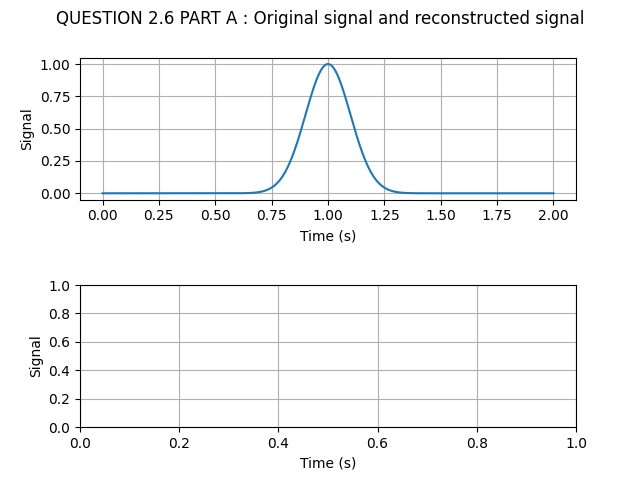 QUESTION 2.6 PART A : Original signal and reconstructed signal
1.00
0.75
0.50
0.25
0.00
Signal
0.00 0.25 0.50 0.75 1.00 1.25 1.50 1.75 2.00
Time (s)
1.0
0.8
0.6
0.4
0.2
0.0
Signal
0.0 0.2 0.4 0.6 0.8 1.0
Time (s)